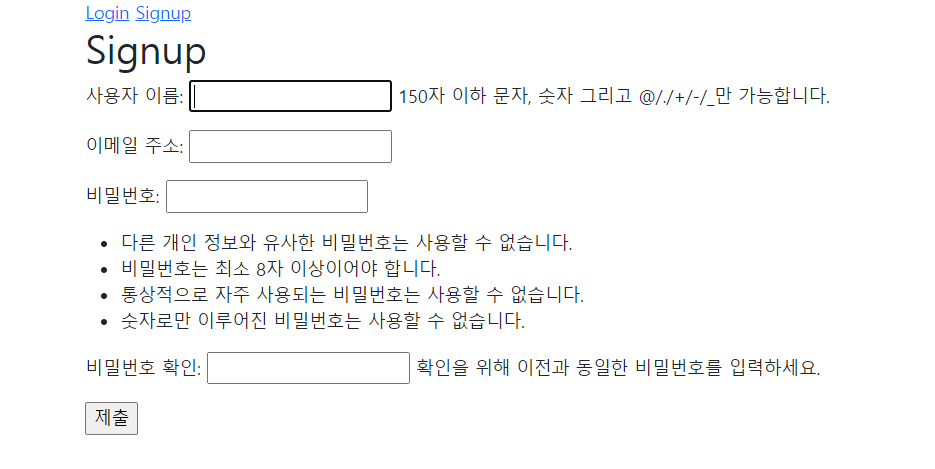 Login Signup
Signup
사용자 이름: 150자 이하 문자, 숫자 그리고 @/./+/-/_만 가능합니다.
이메일 주소:
비밀번호:
• 다른 개인 정보와 유사한 비밀번호는 사용할 수 없습니다.
• 비밀번호는 최소 8자 이상이어야 합니다.
• 통상적으로 자주 사용되는 비밀번호는 사용할 수 없습니다.
• 숫자로만 이루어진 비밀번호는 사용할 수 없습니다.
비밀번호 확인: 확인을 위해 이전과 동일한 비밀번호를 입력하세요.
제출